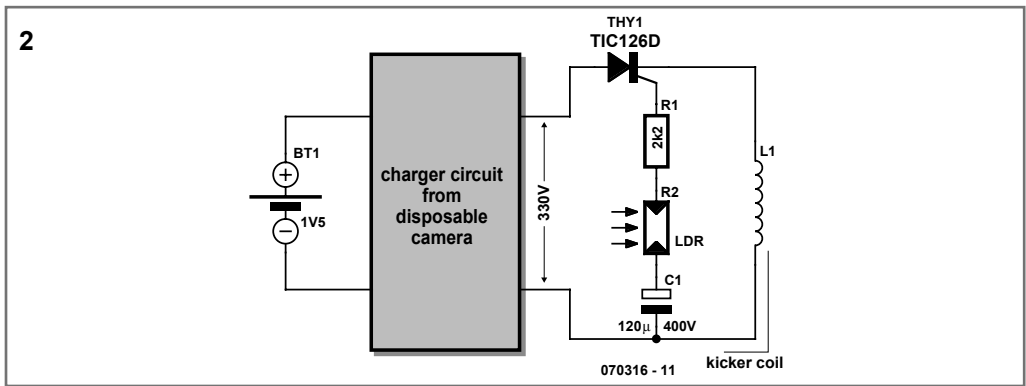 2
THY1
TIC126D
R1
2k2
L1
BT1
1V5
charger circuit
from
disposable
camera
330V
R2
LDR
C1
120μ 400V
kicker coil
070316 - 11